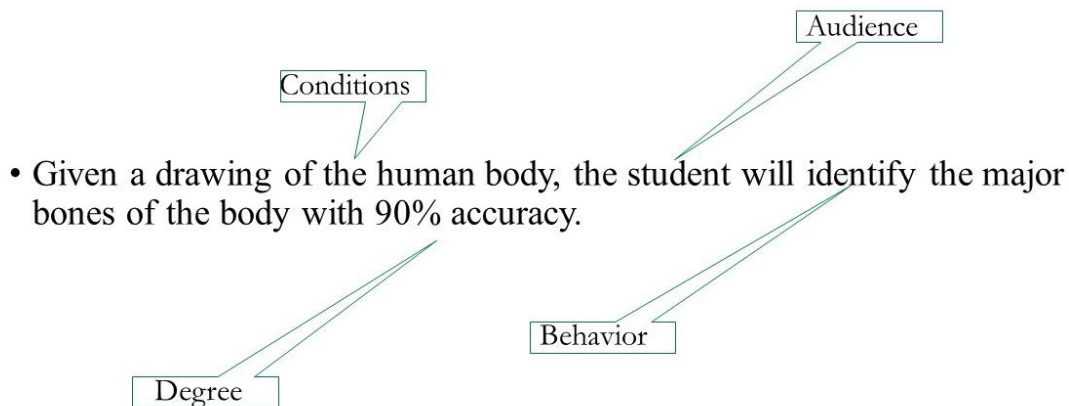 Audience
Conditions
• Given a drawing of the human body, the student will identify the major
bones of the body with 90% accuracy.
Behavior
Degree